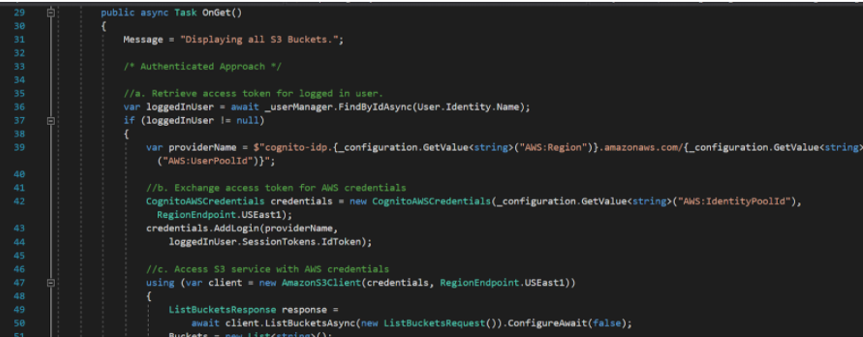 29 public async Task OnGet()
30 {
31 Message = "Displaying all S3 Buckets.";
32
33 /* Authenticated Approach */
34
35 //a. Retrieve access token for logged in user.
36 var loggedInUser = await _userManager.FindByIdAsync(User.Identity.Name);
37 if (loggedInUser != null)
38 {
39 var providerName = $"cognito-idp.{_configuration.GetValue<string>("AWS:Region")}.amazonaws.com/{_configuration.GetValue<string>
("AWS:UserPoolId")}";
40
41 //b. Exchange access token for AWS credentials
42 CognitoAWSCredentials credentials = new CognitoAWSCredentials(_configuration.GetValue<string>("AWS:IdentityPoolId"),
RegionEndpoint.USEast1);
43 credentials.AddLogin(providerName,
44 loggedInUser.SessionTokens.IdToken);
45
46 //c. Access S3 service with AWS credentials
47 using (var client = new AmazonS3Client(credentials, RegionEndpoint.USEast1))
48 {
49 ListBucketsResponse response =
50 await client.ListBucketsAsync(new ListBucketsRequest()).ConfigureAwait(false);
51 Buckets = new List<string>();